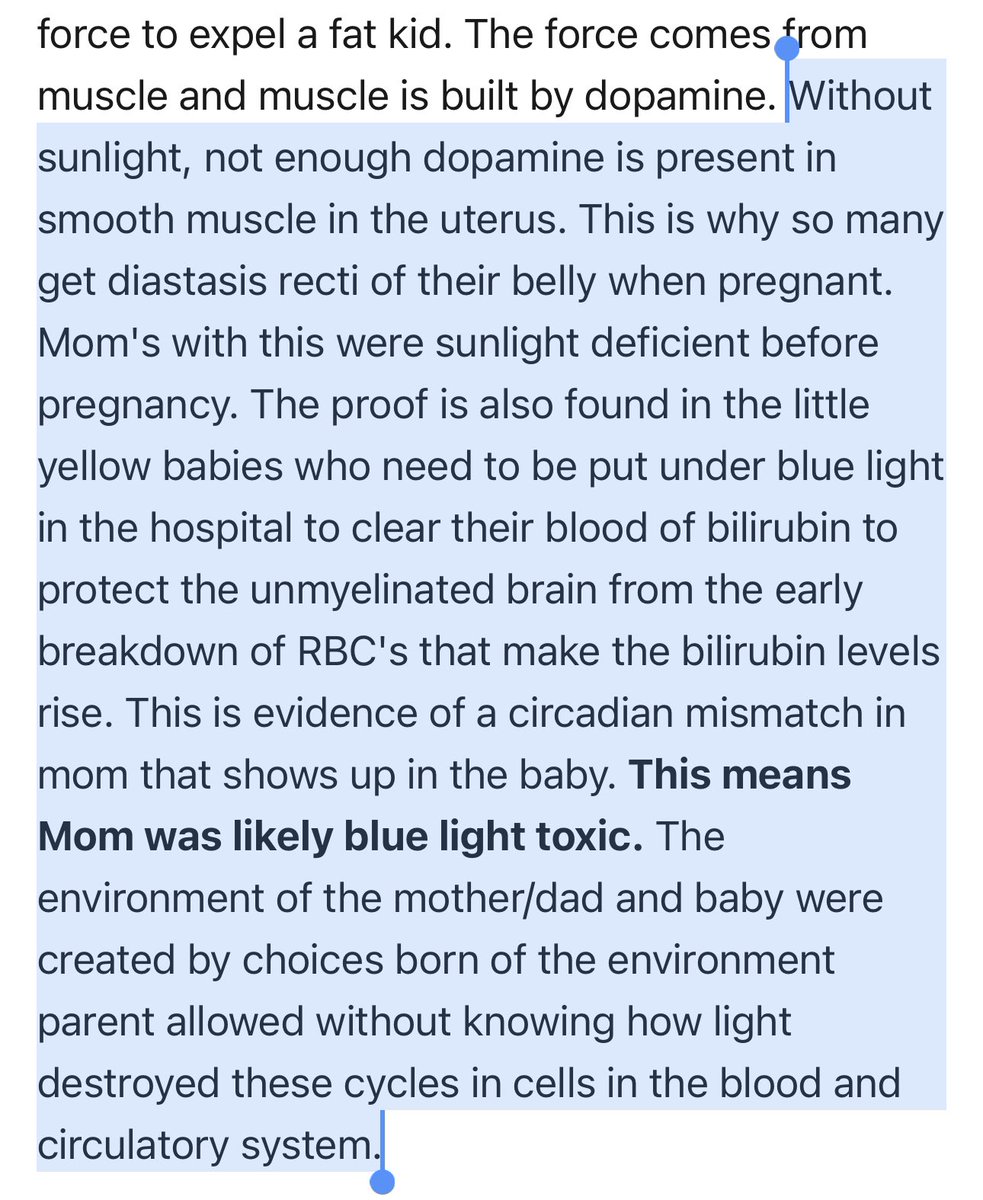 force to expel a fat kid. The force comes from
muscle and muscle is built by dopamine. Without
sunlight, not enough dopamine is present in
smooth muscle in the uterus. This is why so many
get diastasis recti of their belly when pregnant.
Mom's with this were sunlight deficient before
pregnancy. The proof is also found in the little
yellow babies who need to be put under blue light
in the hospital to clear their blood of bilirubin to
protect the unmyelinated brain from the early
breakdown of RBC's that make the bilirubin levels
rise. This is evidence of a circadian mismatch in
mom that shows up in the baby. This means
Mom was likely blue light toxic. The
environment of the mother/dad and baby were
created by choices born of the environment
parent allowed without knowing how light
destroyed these cycles in cells in the blood and
circulatory system.